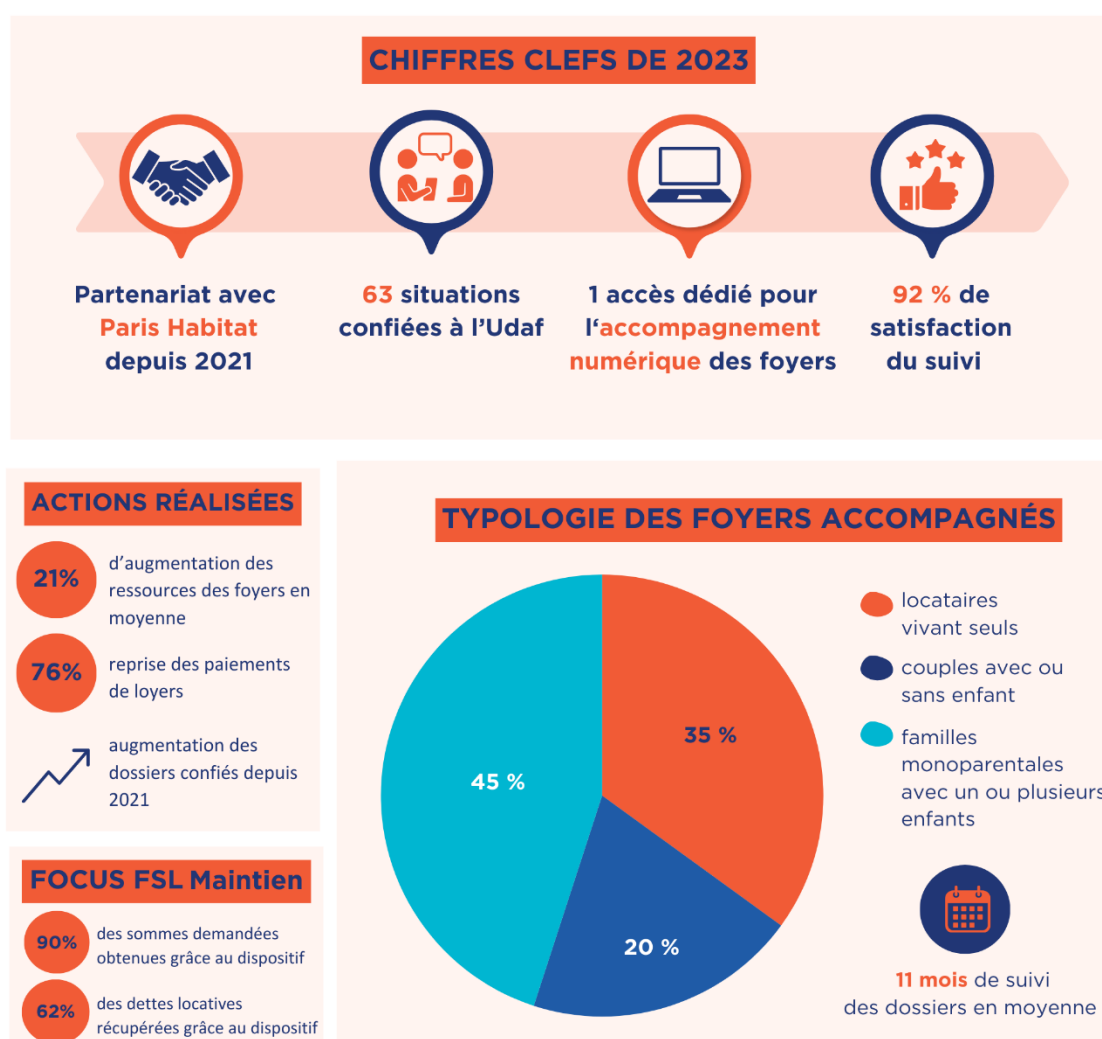 CHIFFRES CLEFS DE 2023
Partenariat avec
Paris Habitat
depuis 2021
63 situations
confiées à l’Udaf
1 accès dédié pour
l‘accompagnement
numérique des foyers
92 % de
satisfaction
du suivi
ACTIONS RÉALISÉES
21%
d’augmentation des
ressources des foyers en
moyenne
76%
reprise des paiements
de loyers
augmentation des
dossiers confiés depuis
2021
FOCUS FSL Maintien
90%
des sommes demandées
obtenues grâce au dispositif
62%
des dettes locatives
récupérées grâce au dispositif
TYPOLOGIE DES FOYERS ACCOMPAGNÉS
35 %
45 %
20 %
locataires
vivant seuls
couples avec ou
sans enfant
familles
monoparentales
avec un ou plusieurs
enfants
11 mois de suivi
des dossiers en moyenne